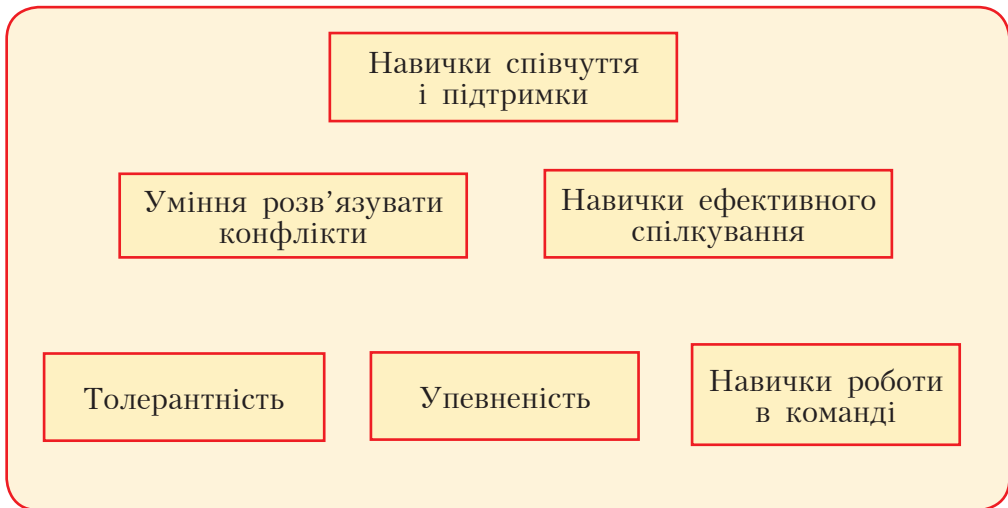 Навички співчуття
і підтримки
Уміння розв’язувати
конфлікти
Навички ефективного
спілкування
Толерантність
Упевненість
Навички роботи
в команді